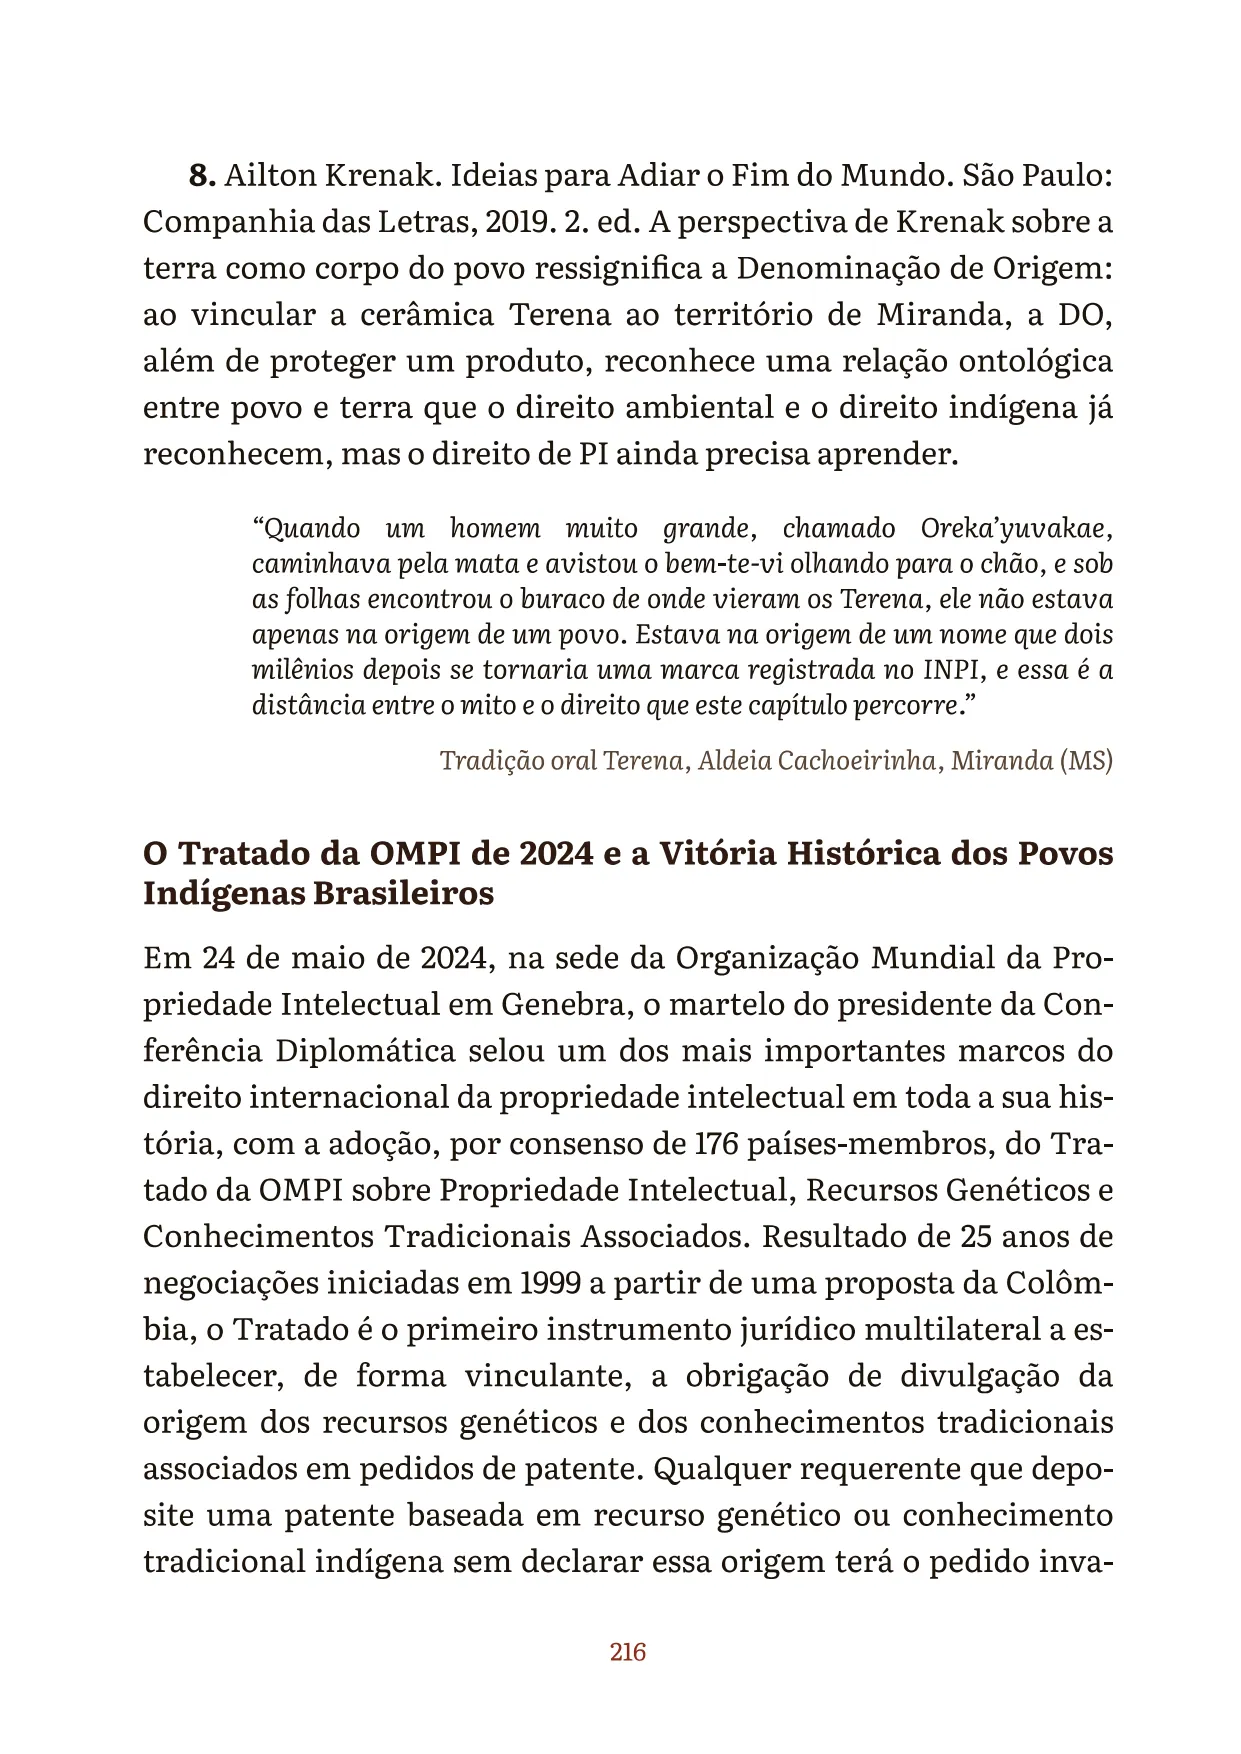 8. Ailton Krenak. Ideias para Adiar o Fim do Mundo. São Paulo:
Companhia das Letras, 2019. 2. ed. A perspectiva de Krenak sobre a
terra como corpo do povo ressignifica a Denominação de Origem:
ao vincular a cerâmica Terena ao território de Miranda, a DO,
além de proteger um produto, reconhece uma relação ontológica
entre povo e terra que o direito ambiental e o direito indígena já
reconhecem, mas o direito de PI ainda precisa aprender.
“Quando um homem muito grande, chamado Oreka’yuvakae,
caminhava pela mata e avistou o bem-te-vi olhando para o chão, e sob
as folhas encontrou o buraco de onde vieram os Terena, ele não estava
apenas na origem de um povo. Estava na origem de um nome que dois
milênios depois se tornaria uma marca registrada no INPI, e essa é a
distância entre o mito e o direito que este capítulo percorre.”
Tradição oral Terena, Aldeia Cachoeirinha, Miranda (MS)
O Tratado da OMPI de 2024 e a Vitória Histórica dos Povos
Indígenas Brasileiros
Em 24 de maio de 2024, na sede da Organização Mundial da Pro-
priedade Intelectual em Genebra, o martelo do presidente da Con-
ferência Diplomática selou um dos mais importantes marcos do
direito internacional da propriedade intelectual em toda a sua his-
tória, com a adoção, por consenso de 176 países-membros, do Tra-
tado da OMPI sobre Propriedade Intelectual, Recursos Genéticos e
Conhecimentos Tradicionais Associados. Resultado de 25 anos de
negociações iniciadas em 1999 a partir de uma proposta da Colôm-
bia, o Tratado é o primeiro instrumento jurídico multilateral a es-
tabelecer, de forma vinculante, a obrigação de divulgação da
origem dos recursos genéticos e dos conhecimentos tradicionais
associados em pedidos de patente. Qualquer requerente que depo-
site uma patente baseada em recurso genético ou conhecimento
tradicional indígena sem declarar essa origem terá o pedido inva-
216